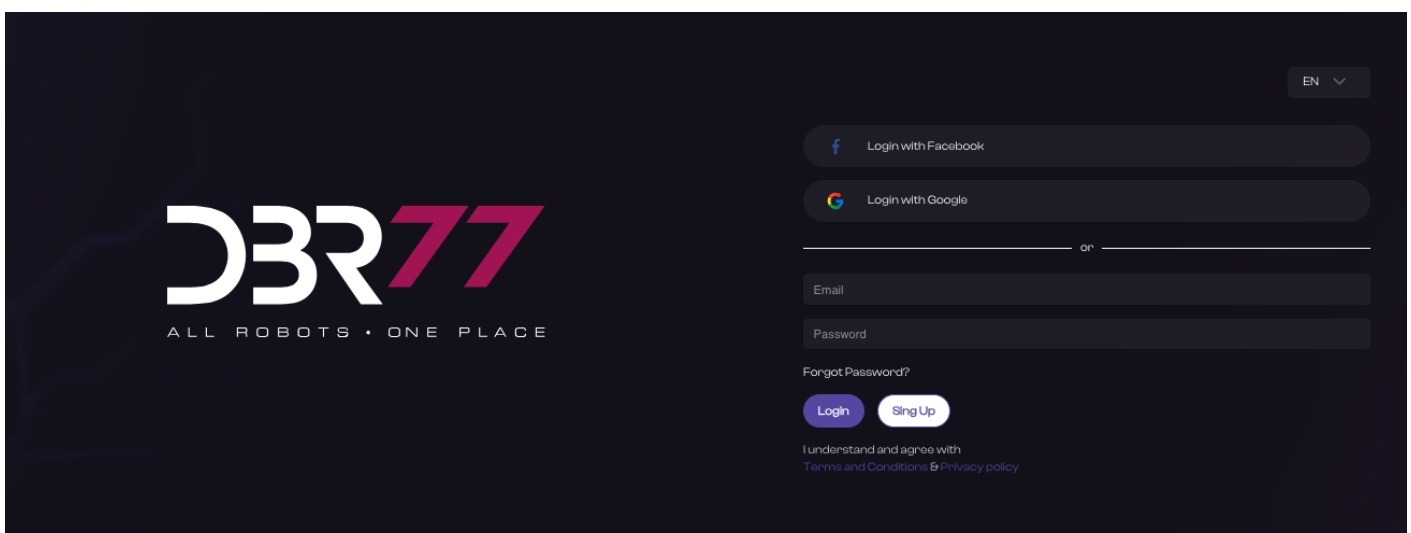 EN
Login with Facebook
Login with Google
or
DBR77
ALL ROBOTS • ONE PLACE
Email
Password
Forgot Password?
Login
Sing Up
I understand and agree with
Terms and Conditions & Privacy policy